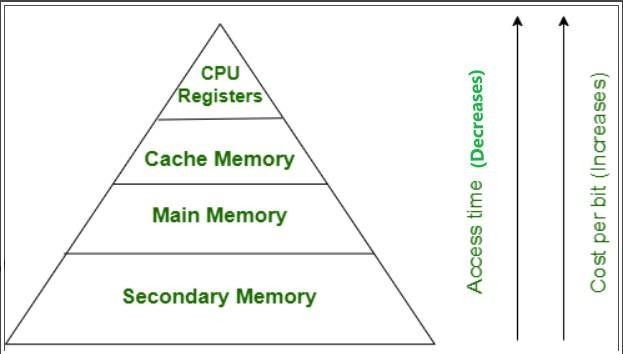 CPU
Registers
Cache Memory
Main Memory
Secondary Memory
Access time (Decreases)
Cost per bit (Increases)